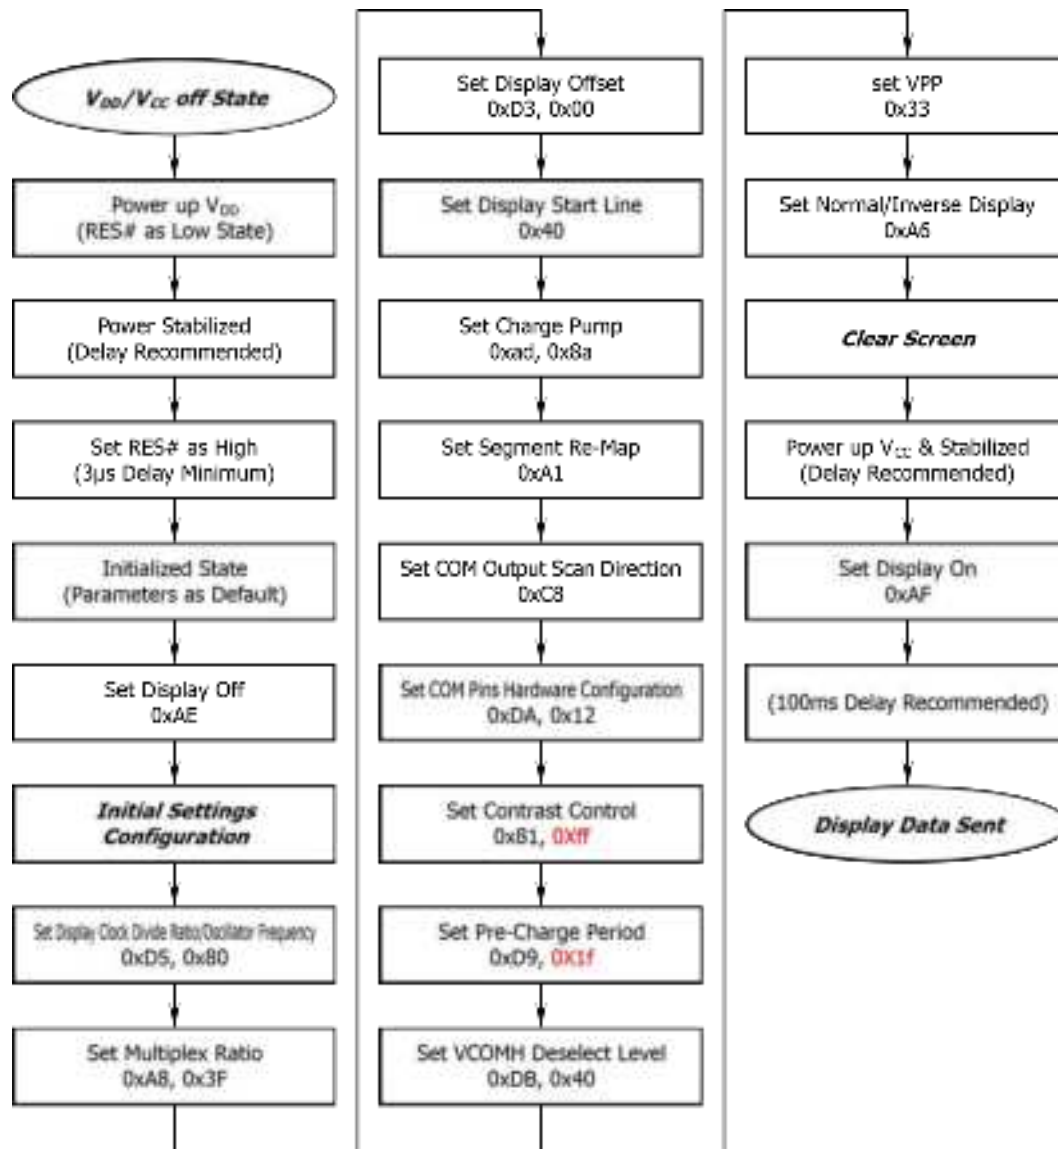 V_DD/V_CC off State
Power up V_DD
(RES# as Low State)
Power Stabilized
(Delay Recommended)
Set RES# as High
(3μs Delay Minimum)
Initialized State
(Parameters as Default)
Set Display Off
0xAE
Initial Settings
Configuration
Set Display Clock Divide Ratio/Oscillator Frequency
0xD5, 0x80
Set Multiplex Ratio
0xA8, 0x3F
Set Display Offset
0xD3, 0x00
Set Display Start Line
0x40
Set Charge Pump
0xad, 0x8a
Set Segment Re-Map
0xA1
Set COM Output Scan Direction
0xC8
Set COM Pins Hardware Configuration
0xDA, 0x12
Set Contrast Control
0x81, 0Xff
Set Pre-Charge Period
0xD9, 0X1f
Set VCOMH Deselect Level
0xDB, 0x40
set VPP
0x33
Set Normal/Inverse Display
0xA6
Clear Screen
Power up V_CC & Stabilized
(Delay Recommended)
Set Display On
0xAF
(100ms Delay Recommended)
Display Data Sent